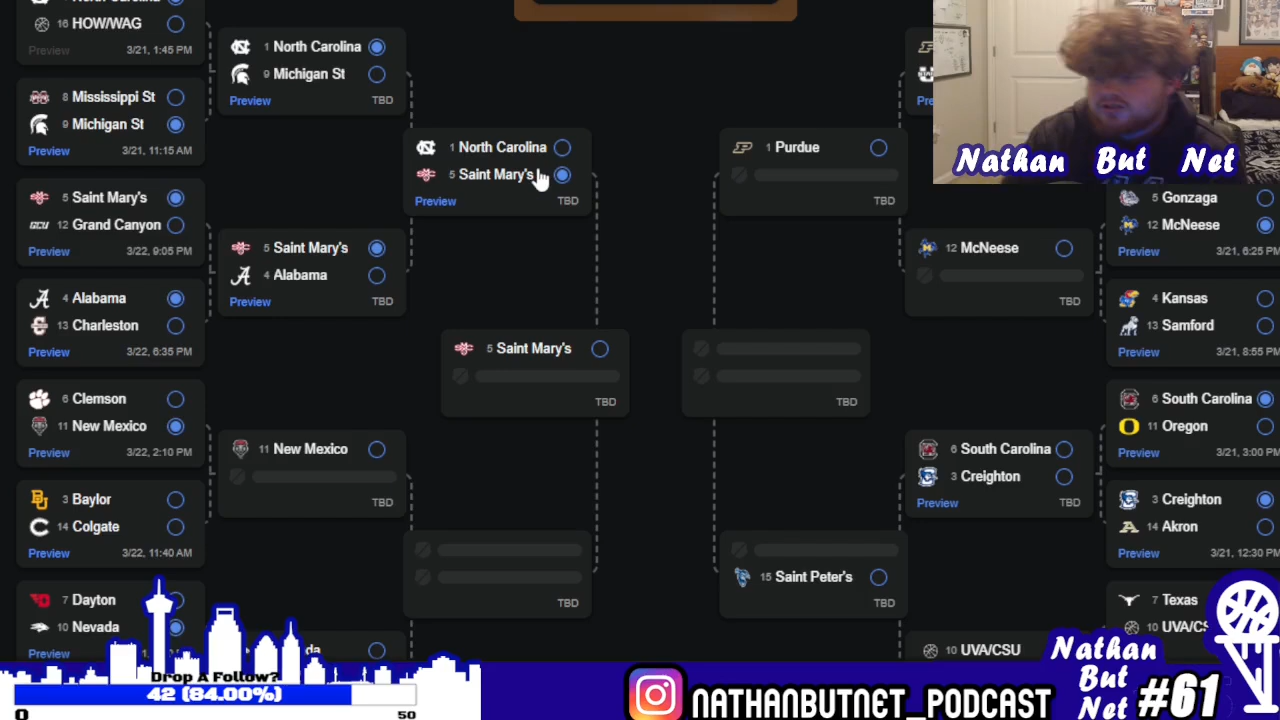 16 HOW/WAG
Preview 3/21, 1:45 PM
8 Mississippi St
9 Michigan St
Preview 3/21, 11:15 AM
5 Saint Mary's
12 Grand Canyon
Preview 3/22, 9:05 PM
4 Alabama
13 Charleston
Preview 3/22, 6:35 PM
6 Clemson
11 New Mexico
Preview 3/22, 2:10 PM
3 Baylor
14 Colgate
Preview 3/22, 11:40 AM
7 Dayton
10 Nevada
1 North Carolina
9 Michigan St
Preview TBD
5 Saint Mary's
4 Alabama
Preview TBD
11 New Mexico
TBD
1 North Carolina
5 Saint Mary's
Preview TBD
5 Saint Mary's
TBD
TBD
1 Purdue
TBD
TBD
15 Saint Peter's
TBD
12 McNeese
TBD
6 South Carolina
3 Creighton
Preview TBD
10 UVA/CSU
5 Gonzaga
12 McNeese
Preview 3/21, 6:25 PM
4 Kansas
13 Samford
3/21, 8:55 PM
6 South Carolina
11 Oregon
Preview 3/21, 3:00 PM
3 Creighton
14 Akron
Preview 3/21, 12:30 PM
7 Texas
Nathan But Net
Drop A Follow?
42 (84.00%)
0 50
NATHANBUTNET_PODCAST
Nathan
But
Net
#61